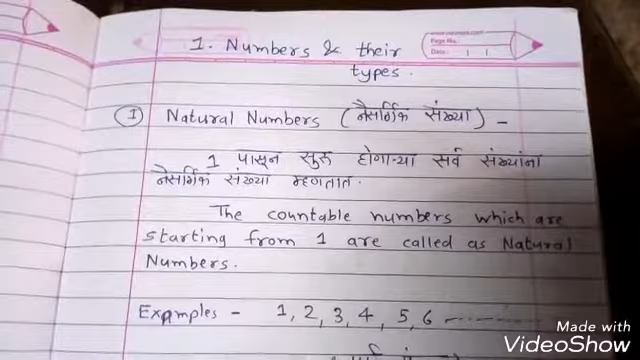 1. Numbers & their
types.
Page No.
Date
① Natural Numbers (नैसर्गिक संख्या) -
1 पासून सुरु होणाऱ्या सर्व संख्यांना
नैसर्गिक संख्या म्हणतात.
The countable numbers which are
starting from 1 are called as Natural
Numbers.
Examples - 1, 2, 3, 4, 5, 6 ---------
Made with
VideoShow